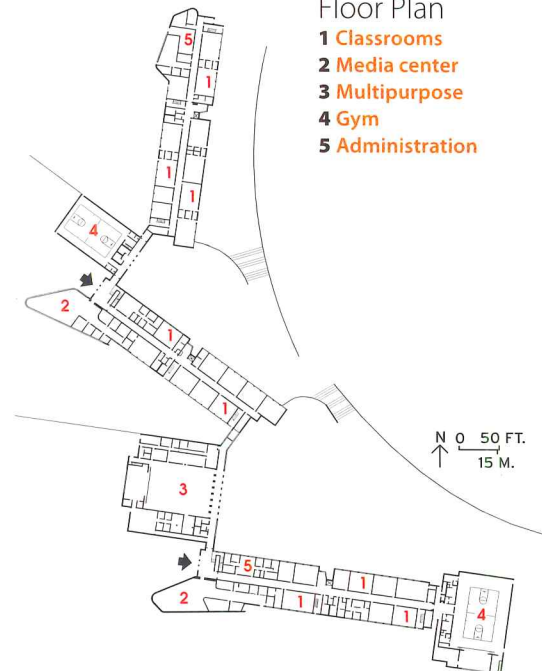 Floor Plan
1 Classrooms
2 Media center
3 Multipurpose
4 Gym
5 Administration
5
1
1
1
4
2
1
1
N 0 50 FT.
15 M.
3
5
1
2
1
1
4